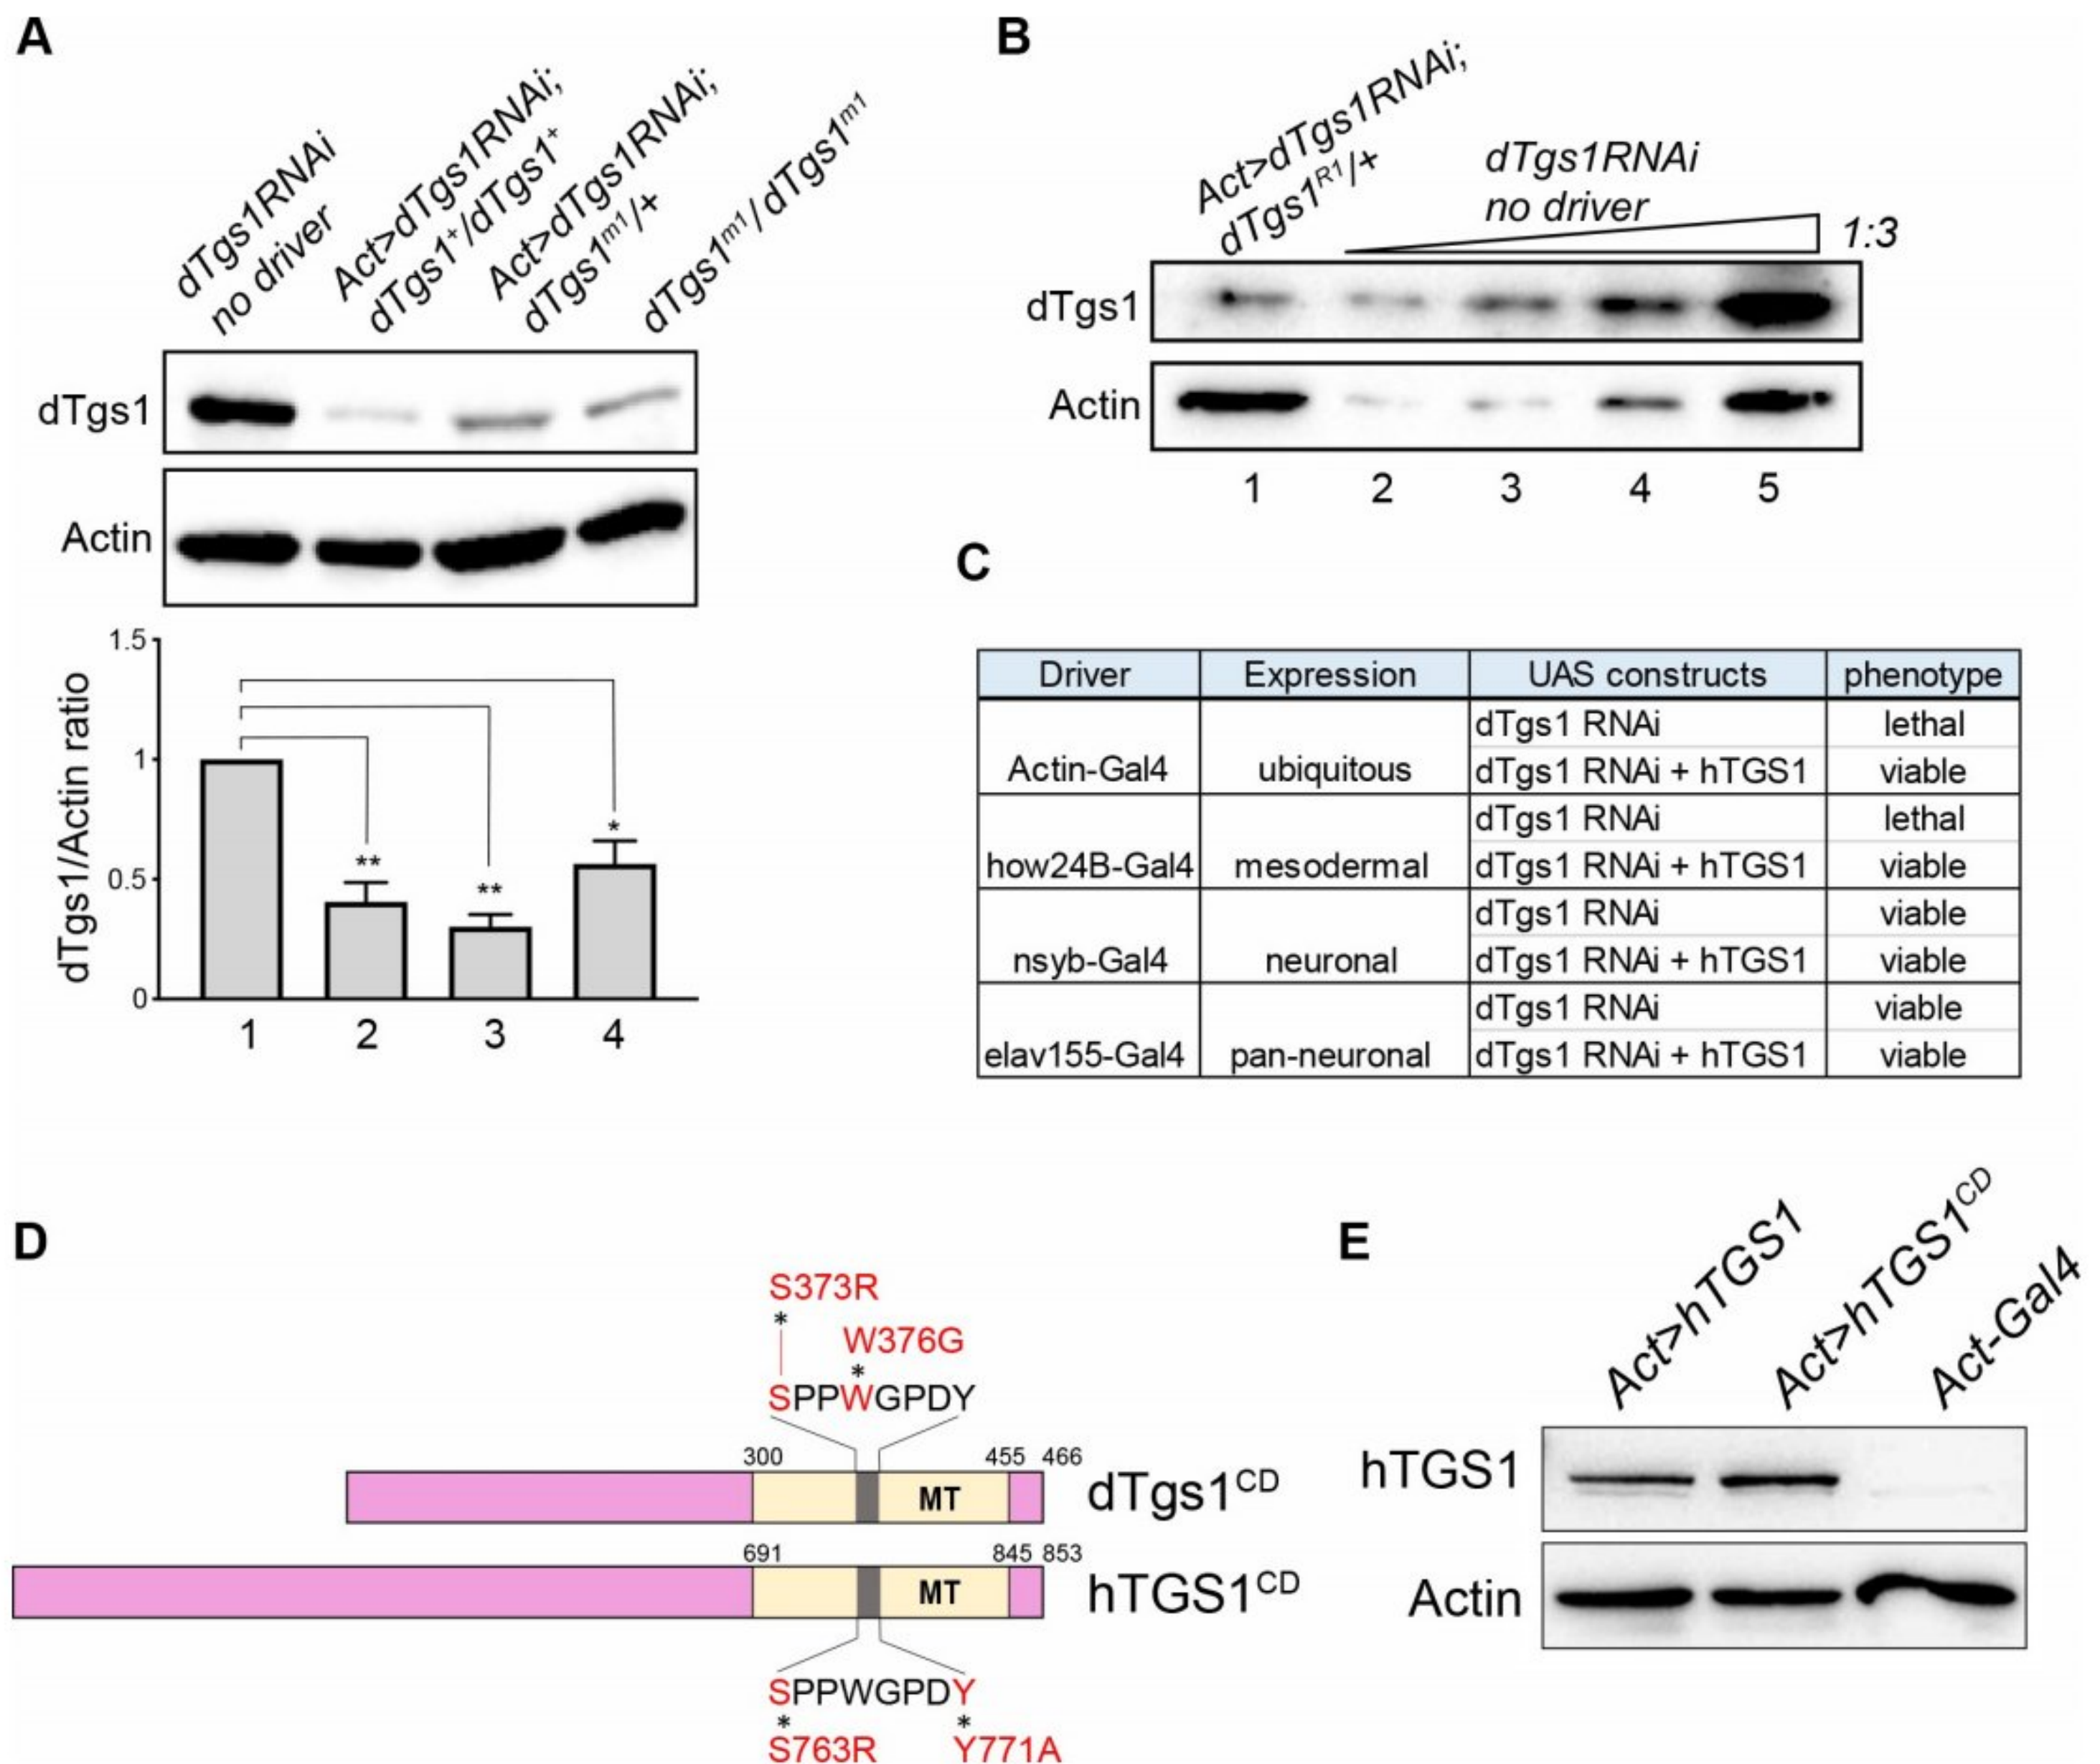 A
dTgs1RNAi
no driver
Act>dTgs1RNAi;
dTgs1+/dTgs1+
Act>dTgs1RNAi;
dTgs1m1/+
dTgs1m1/dTgs1m1
dTgs1
Actin
dTgs1/Actin ratio
1.5
1
0.5
0
**
**
*
1 2 3 4
B
Act>dTgs1RNAi;
dTgs1R1/+
dTgs1RNAi
no driver
1:3
dTgs1
Actin
1 2 3 4 5
C
Driver Expression UAS constructs phenotype
dTgs1 RNAi lethal
Actin-Gal4 ubiquitous dTgs1 RNAi + hTGS1 viable
dTgs1 RNAi lethal
how24B-Gal4 mesodermal dTgs1 RNAi + hTGS1 viable
dTgs1 RNAi viable
nsyb-Gal4 neuronal dTgs1 RNAi + hTGS1 viable
dTgs1 RNAi viable
elav155-Gal4 pan-neuronal dTgs1 RNAi + hTGS1 viable
D
S373R
*
W376G
*
SPPWGPDY
300 455 466
MT dTgs1CD
691 845 853
MT hTGS1CD
SPPWGPDY
* *
S763R Y771A
E
Act>hTGS1
Act>hTGS1CD
Act-Gal4
hTGS1
Actin